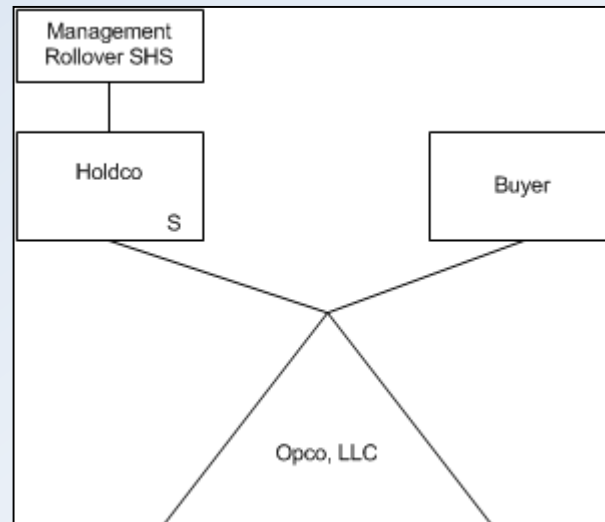 Management
Rollover SHS
Holdco
S
Buyer
Opco, LLC